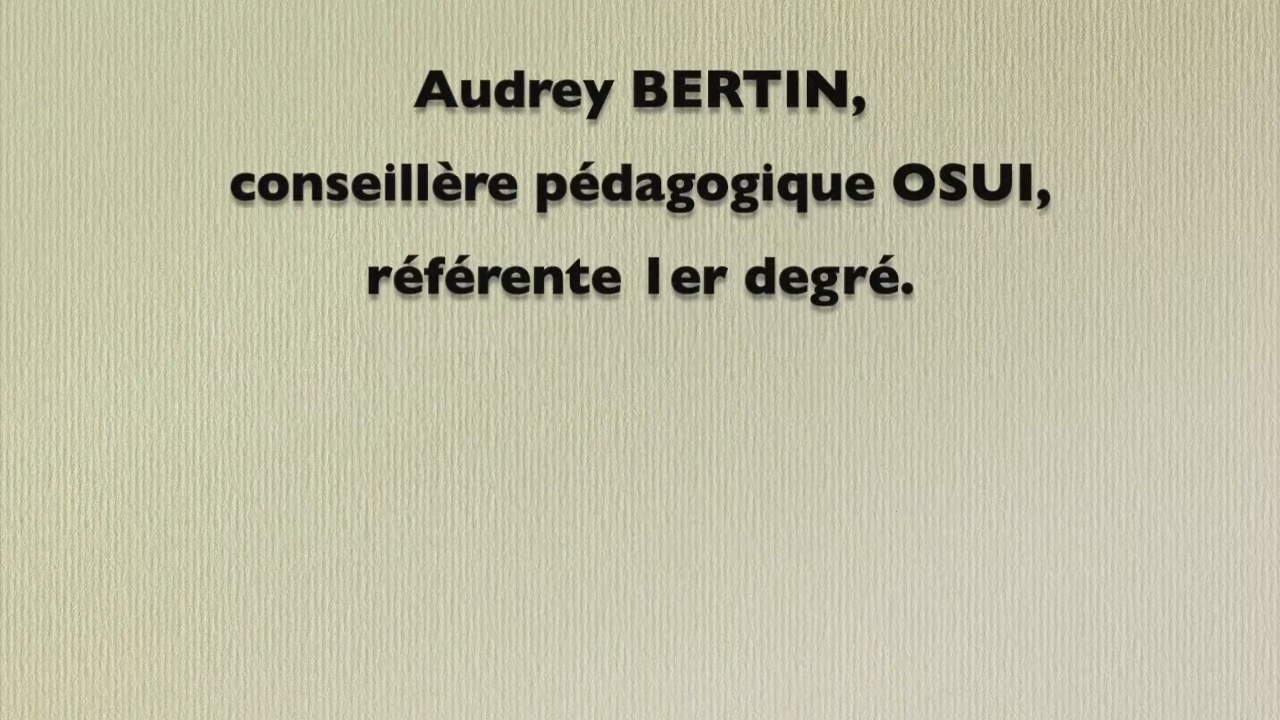 Audrey BERTIN,
conseillère pédagogique OSUI,
référente 1er degré.